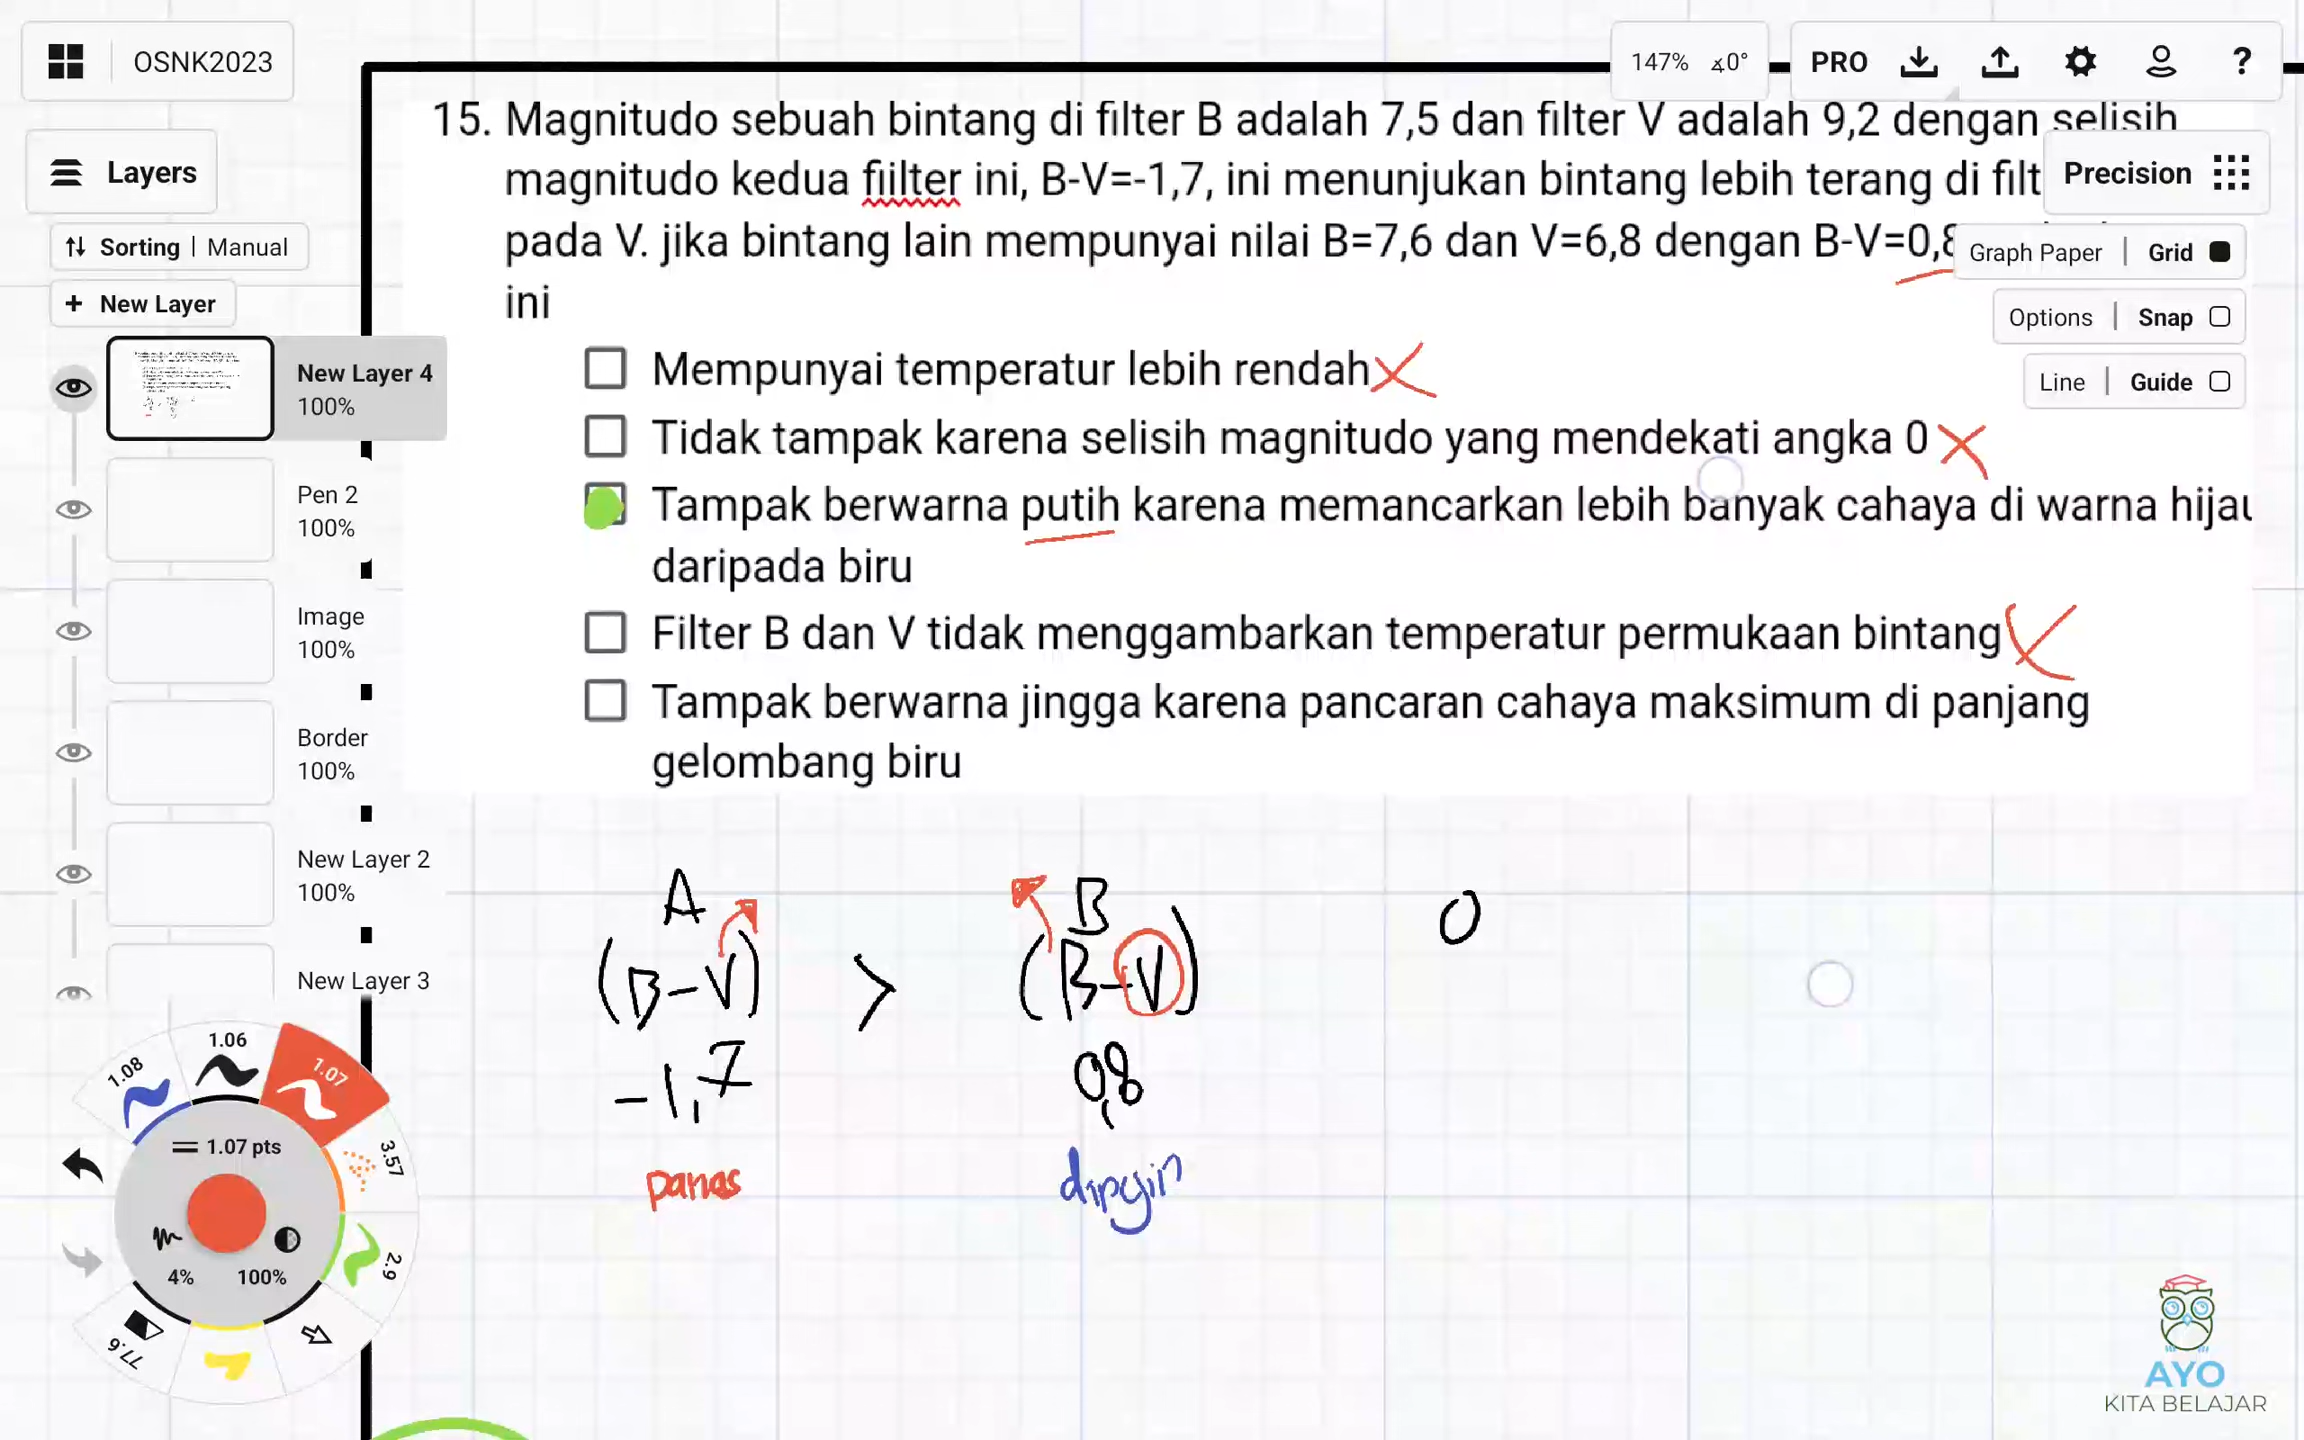 OSNK2023
147% ∡0°
PRO
?
Layers
Sorting | Manual
+ New Layer
New Layer 4
100%
Pen 2
100%
Image
100%
Border
100%
New Layer 2
100%
New Layer 3
Precision
Graph Paper | Grid
Options | Snap
Line | Guide
15. Magnitudo sebuah bintang di filter B adalah 7,5 dan filter V adalah 9,2 dengan selisih
magnitudo kedua fiilter ini, B-V=-1,7, ini menunjukan bintang lebih terang di filt
pada V. jika bintang lain mempunyai nilai B=7,6 dan V=6,8 dengan B-V=0,8
ini
Mempunyai temperatur lebih rendah
Tidak tampak karena selisih magnitudo yang mendekati angka 0
Tampak berwarna putih karena memancarkan lebih banyak cahaya di warna hijau
daripada biru
Filter B dan V tidak menggambarkan temperatur permukaan bintang
Tampak berwarna jingga karena pancaran cahaya maksimum di panjang
gelombang biru
A B 0
(B-V) > (B-V)
-1,7 0,8
panas dingin
1.08
1.06
1.07
3.57
2.9
77.6
1.07 pts
4% 100%
AYO
KITA BELAJAR